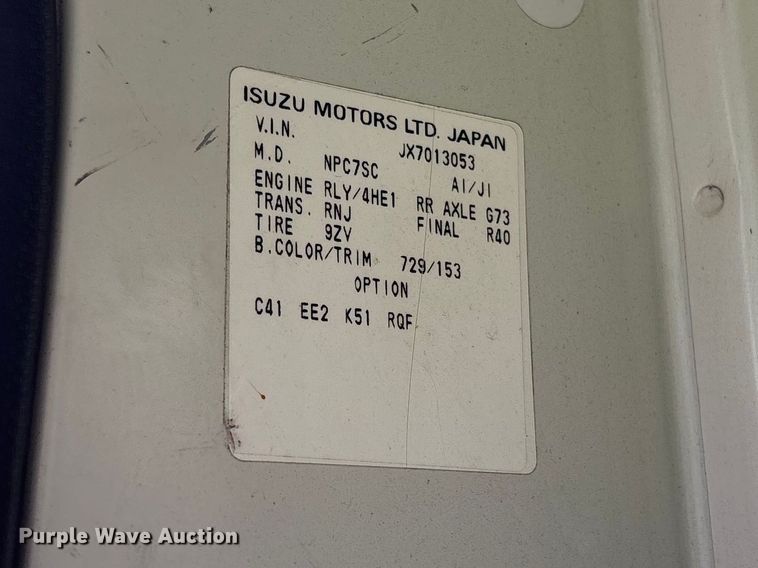 ISUZU MOTORS LTD. JAPAN
V.I.N. JX7013053
M.D. NPC7SC AI/JI
ENGINE RLY/4HE1 RR AXLE G73
TRANS. RNJ FINAL R40
TIRE 9ZV
B.COLOR/TRIM 729/153
OPTION
C41 EE2 K51 RQF
Purple Wave Auction®